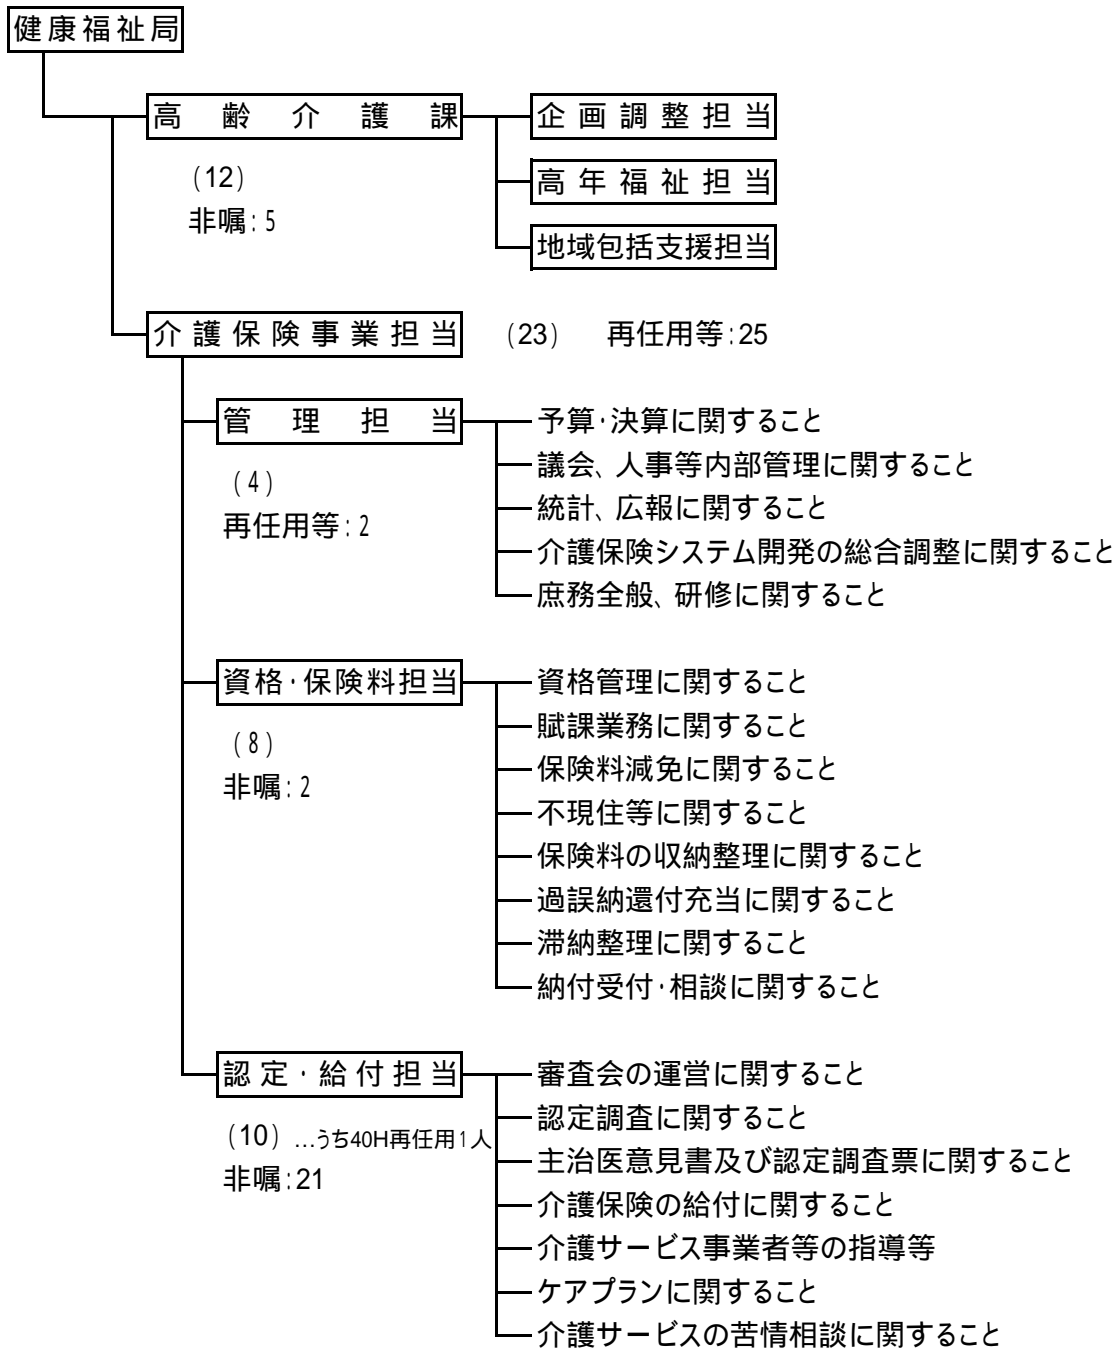 健康福祉局
高齢介護課
企画調整担当
(12)
高年福祉担当
非嘱:5
地域包括支援担当
介護保険事業担当 (23) 再任用等:25
管理担当
予算・決算に関すること
議会、人事等内部管理に関すること
(4)
統計、広報に関すること
再任用等:2
介護保険システム開発の総合調整に関すること
庶務全般、研修に関すること
資格・保険料担当
資格管理に関すること
賦課業務に関すること
(8)
保険料減免に関すること
非嘱:2
不現住等に関すること
保険料の収納整理に関すること
過誤納還付充当に関すること
滞納整理に関すること
納付受付・相談に関すること
認定・給付担当
審査会の運営に関すること
認定調査に関すること
(10) …うち40H再任用1人
主治医意見書及び認定調査票に関すること
非嘱:21
介護保険の給付に関すること
介護サービス事業者等の指導等
ケアプランに関すること
介護サービスの苦情相談に関すること